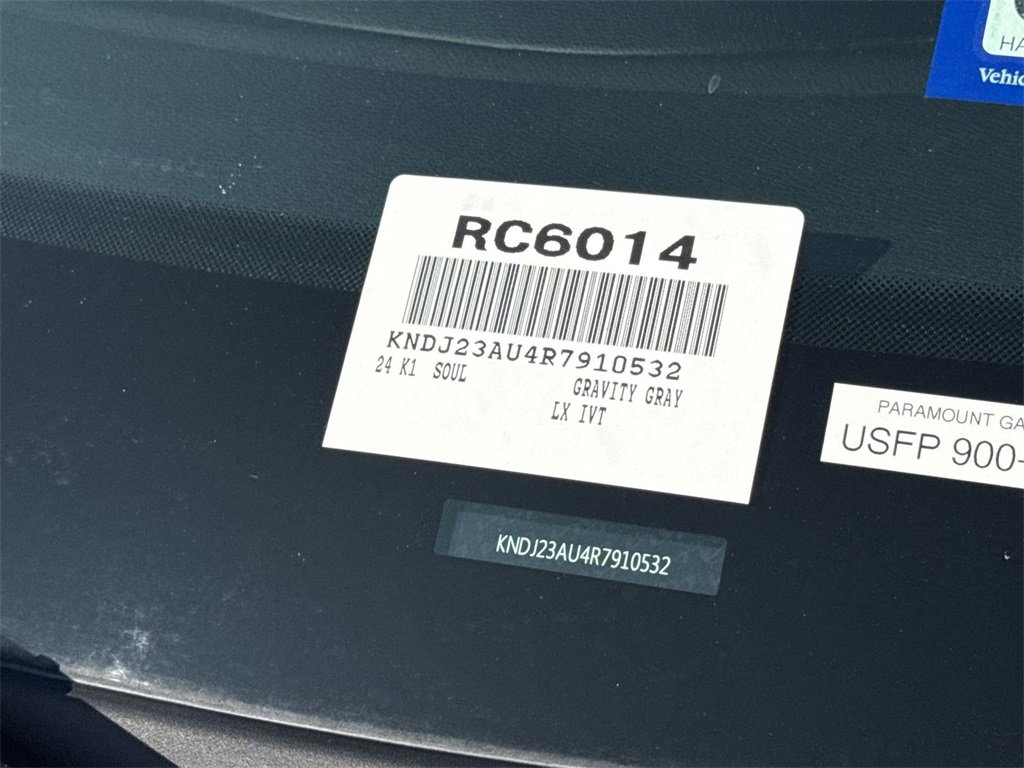 HA
Vehic
RC6014
KNDJ23AU4R7910532
24 K1 SOUL
GRAVITY GRAY
LX IVT
PARAMOUNT GA
USFP 900-
KNDJ23AU4R7910532